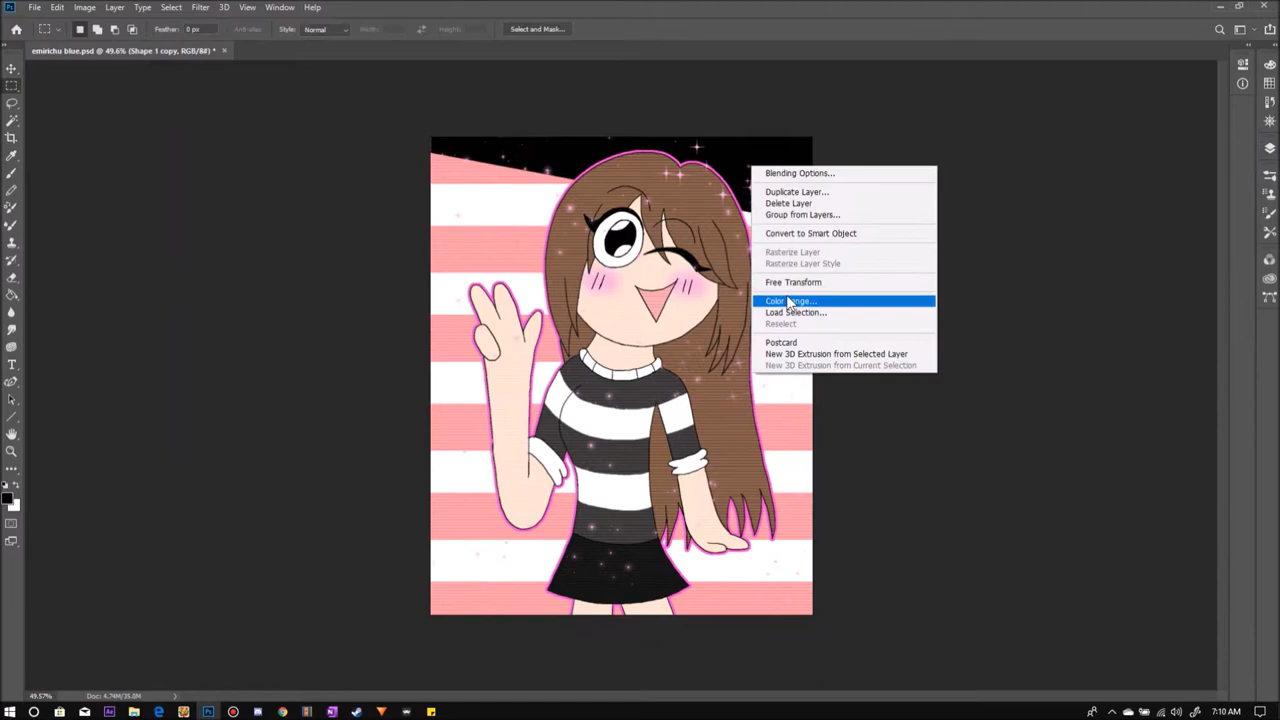 File Edit Image Layer Type Select Filter 3D View Window Help
Feather: 0 px Anti-alias Style: Normal Width: Height: Select and Mask...
emirichu blue.psd @ 49.6% (Shape 1 copy, RGB/8#) *
Blending Options...
Duplicate Layer...
Delete Layer
Group from Layers...
Convert to Smart Object
Rasterize Layer
Rasterize Layer Style
Free Transform
Load Selection...
Reselect
Postcard
New 3D Extrusion from Selected Layer
New 3D Extrusion from Current Selection
49.57% Doc: 4.74M/35.0M
7:10 AM